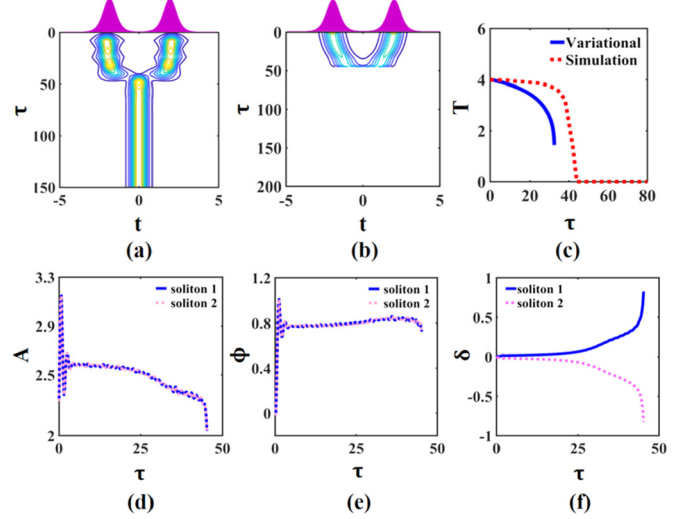 0
50
100
150
τ
-5
0
5
t
(a)
0
50
100
150
200
τ
-5
0
5
t
(b)
6
4
2
0
T
Variational
Simulation
0 20 40 60 80
τ
(c)
3.3
2.9
2.5
2
A
soliton 1
soliton 2
0 25 50
τ
(d)
1.2
0.8
0.4
0
ϕ
soliton 1
soliton 2
0 25 50
τ
(e)
1
0.5
0
-0.5
-1
δ
soliton 1
soliton 2
0 25 50
τ
(f)